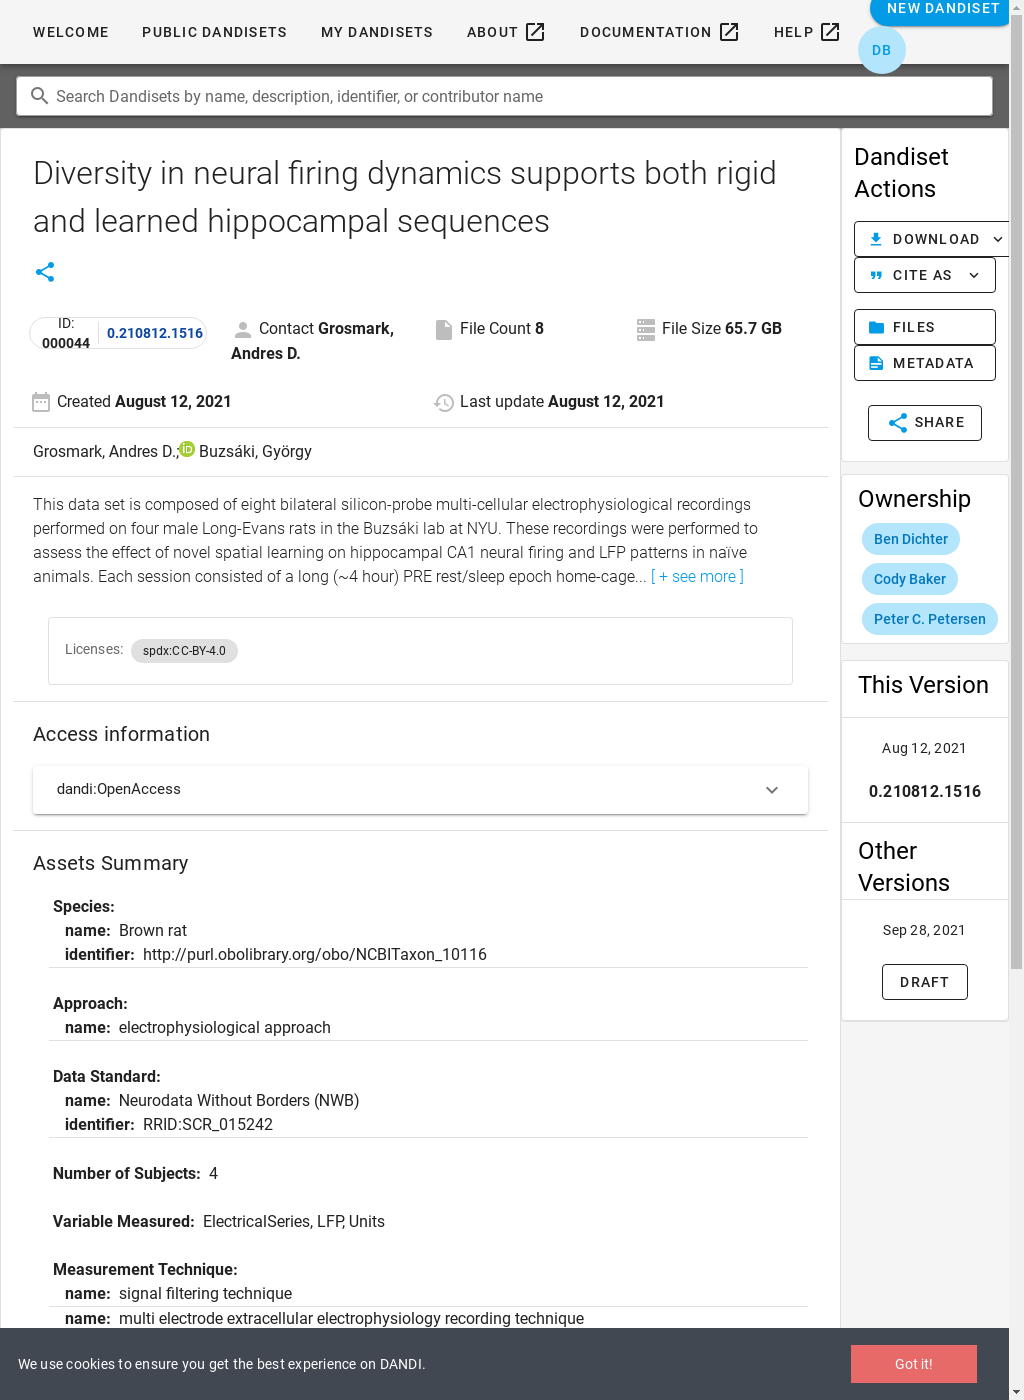 WELCOME PUBLIC DANDISETS MY DANDISETS ABOUT DOCUMENTATION HELP NEW DANDISET
DB
Search Dandisets by name, description, identifier, or contributor name
Diversity in neural firing dynamics supports both rigid
and learned hippocampal sequences
ID:
000044 0.210812.1516
Contact Grosmark,
Andres D.
File Count 8
File Size 65.7 GB
Created August 12, 2021
Last update August 12, 2021
Grosmark, Andres D.; iD Buzsáki, György
This data set is composed of eight bilateral silicon-probe multi-cellular electrophysiological recordings
performed on four male Long-Evans rats in the Buzsáki lab at NYU. These recordings were performed to
assess the effect of novel spatial learning on hippocampal CA1 neural firing and LFP patterns in naïve
animals. Each session consisted of a long (~4 hour) PRE rest/sleep epoch home-cage... [ + see more ]
Licenses: spdx:CC-BY-4.0
Access information
dandi:OpenAccess
Assets Summary
Species:
name: Brown rat
identifier: http://purl.obolibrary.org/obo/NCBITaxon_10116
Approach:
name: electrophysiological approach
Data Standard:
name: Neurodata Without Borders (NWB)
identifier: RRID:SCR_015242
Number of Subjects: 4
Variable Measured: ElectricalSeries, LFP, Units
Measurement Technique:
name: signal filtering technique
name: multi electrode extracellular electrophysiology recording technique
Dandiset
Actions
DOWNLOAD
CITE AS
FILES
METADATA
SHARE
Ownership
Ben Dichter
Cody Baker
Peter C. Petersen
This Version
Aug 12, 2021
0.210812.1516
Other
Versions
Sep 28, 2021
DRAFT
We use cookies to ensure you get the best experience on DANDI.
Got it!